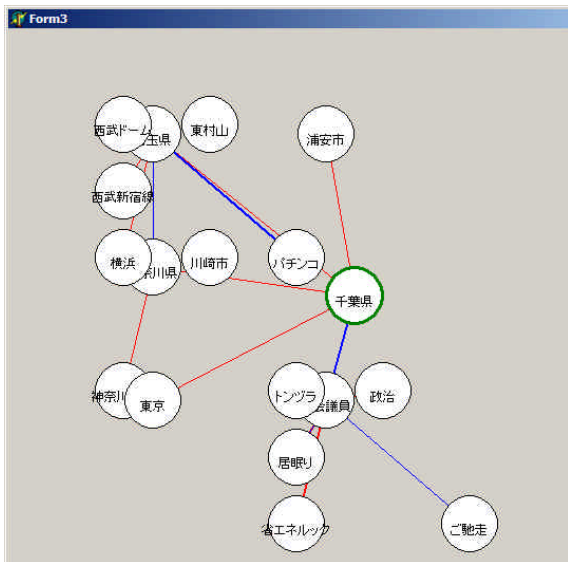 Form3
西武ドーム
玉県
東村山
浦安市
西武新宿線
横浜
奈川県
川崎市
パチンコ
千葉県
神奈川
東京
トンヅラ
会議員
政治
居眠り
省エネルック
ご馳走